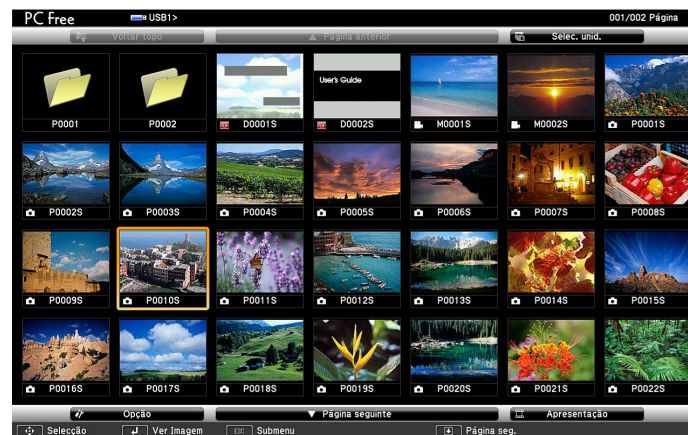 PC Free USB1> 001/002 Página
Voltar topo Página anterior Selec. unid.
User's Guide
P0001 P0002 D0001S D0002S M0001S M0002S P0001S
P0002S P0003S P0004S P0005S P0006S P0007S P0008S
P0009S P0010S P0011S P0012S P0013S P0014S P0015S
P0016S P0017S P0018S P0019S P0020S P0021S P0022S
Opção Página seguinte Apresentação
Selecção Ver Imagem ESC Submenu Página seg.